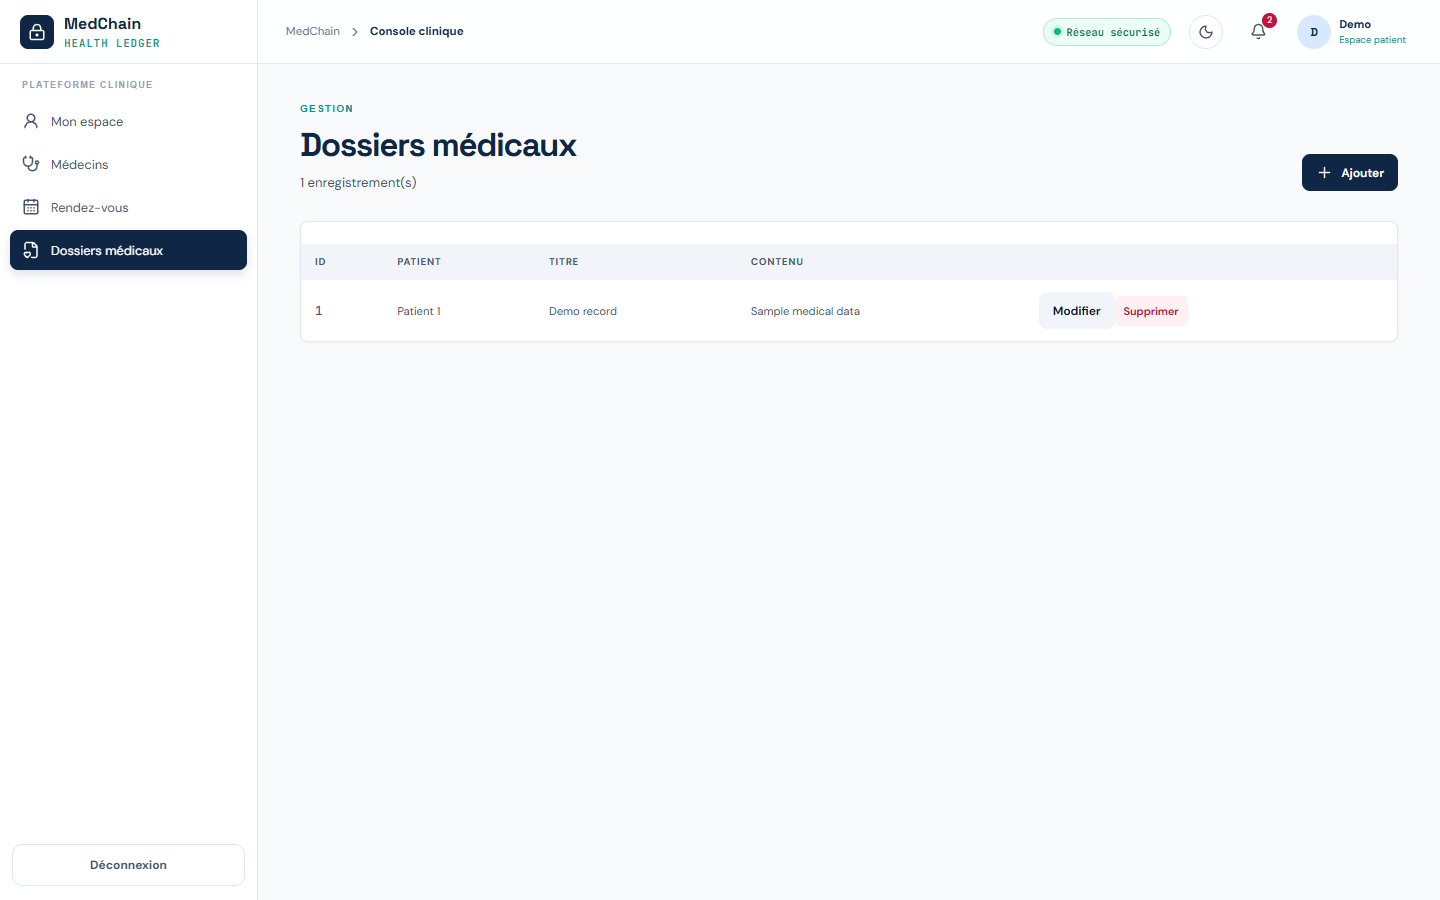 MedChain
HEALTH LEDGER
PLATEFORME CLINIQUE
Mon espace
Médecins
Rendez-vous
Dossiers médicaux
Déconnexion
MedChain > Console clinique
Réseau sécurisé
2
D
Demo
Espace patient
GESTION
Dossiers médicaux
1 enregistrement(s)
+ Ajouter
ID PATIENT TITRE CONTENU
1 Patient 1 Demo record Sample medical data Modifier Supprimer